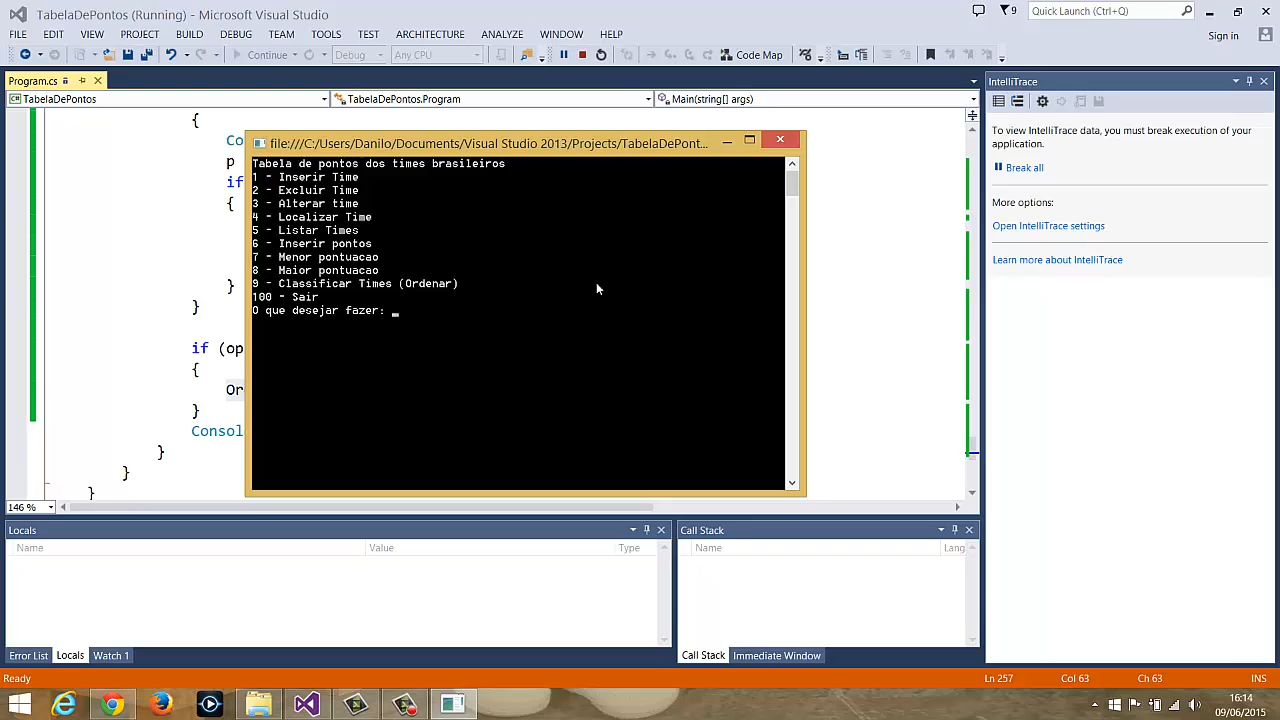 TabelaDePontos (Running) - Microsoft Visual Studio
9
Quick Launch (Ctrl+Q)
FILE EDIT VIEW PROJECT BUILD DEBUG TEAM TOOLS TEST ARCHITECTURE ANALYZE WINDOW HELP
Sign in
Continue Debug Any CPU Code Map
Program.cs
TabelaDePontos TabelaDePontos.Program Main(string[] args)
{
Co
p
if
{
}
}
if (op
{
Or
}
Consol
}
}
}
file:///C:/Users/Danilo/Documents/Visual Studio 2013/Projects/TabelaDePont...
Tabela de pontos dos times brasileiros
1 - Inserir Time
2 - Excluir Time
3 - Alterar time
4 - Localizar Time
5 - Listar Times
6 - Inserir pontos
7 - Menor pontuacao
8 - Maior pontuacao
9 - Classificar Times (Ordenar)
100 - Sair
O que desejar fazer: _
146 %
IntelliTrace
To view IntelliTrace data, you must break execution of your
application.
Break all
More options:
Open IntelliTrace settings
Learn more about IntelliTrace
Locals
Name Value Type
Error List Locals Watch 1
Call Stack
Name Lang
Call Stack Immediate Window
Ready Ln 257 Col 63 Ch 63 INS
16:14
09/06/2015